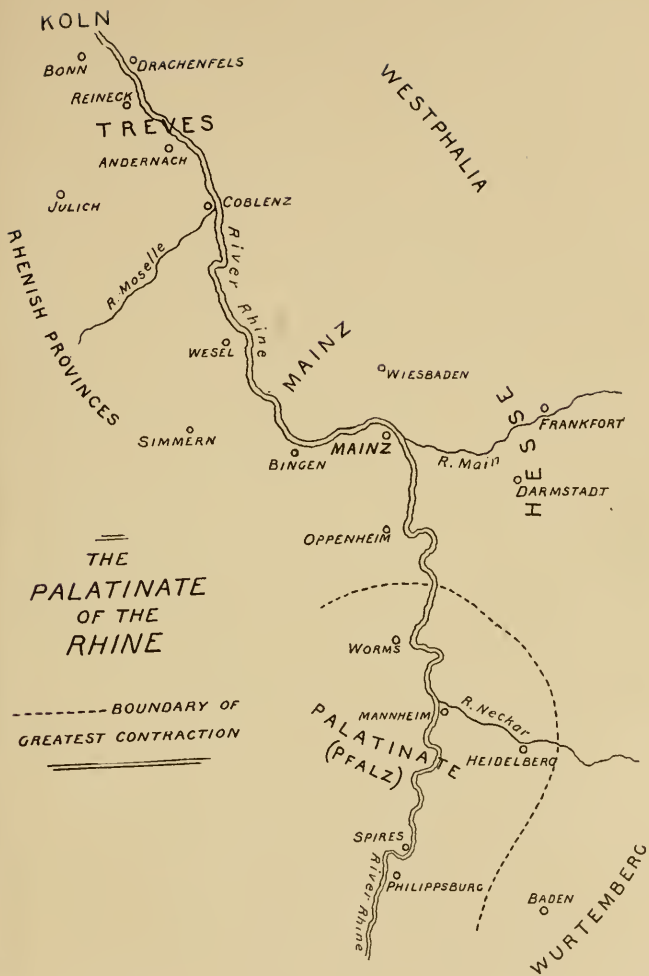 KOLN
BONN
DRACHENFELS
REINECK
TREVES
ANDERNACH
WESTPHALIA
JULICH
COBLENZ
RHENISH PROVINCES
R. Moselle
River Rhine
WESEL
MAINZ
WIESBADEN
SIMMERN
BINGEN
MAINZ
R. Main
HESSE
FRANKFORT
DARMSTADT
OPPENHEIM
THE
PALATINATE
OF THE
RHINE
WORMS
BOUNDARY OF
GREATEST CONTRACTION
MANNHEIM
R. Neckar
PALATINATE
(PFALZ)
HEIDELBERG
SPIRES
River Rhine
PHILIPPSBURG
BADEN
WURTEMBERG